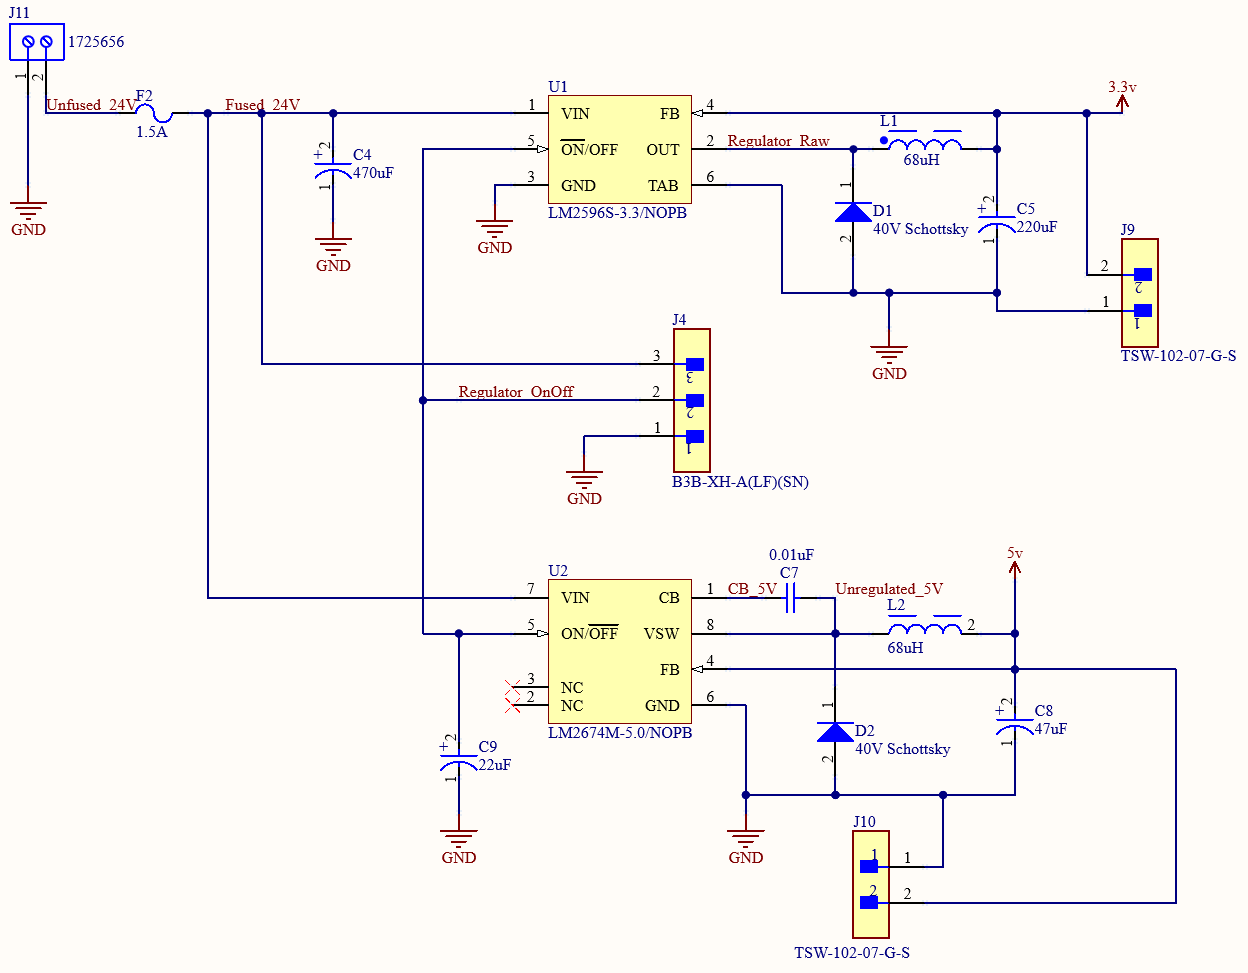 J11
1725656
1
2
Unfused_24V
F2
1.5A
Fused_24V
+
2
C4
470uF
1
GND
GND
U1
1
VIN
FB
4
5
ON/OFF
OUT
2
3
GND
TAB
6
LM2596S-3.3/NOPB
GND
Regulator_Raw
L1
68uH
3.3v
1
D1
40V Schottsky
2
+
2
C5
220uF
1
J9
2
2
1
1
TSW-102-07-G-S
GND
J4
3
3
Regulator_OnOff
2
2
1
1
B3B-XH-A(LF)(SN)
GND
0.01uF
C7
5v
U2
7
VIN
CB
1
CB_5V
Unregulated_5V
5
ON/OFF
VSW
8
L2
2
68uH
FB
4
3
NC
2
NC
GND
6
LM2674M-5.0/NOPB
1
D2
40V Schottsky
2
+
2
C8
47uF
1
+
2
C9
22uF
1
GND
GND
J10
1
1
2
2
TSW-102-07-G-S